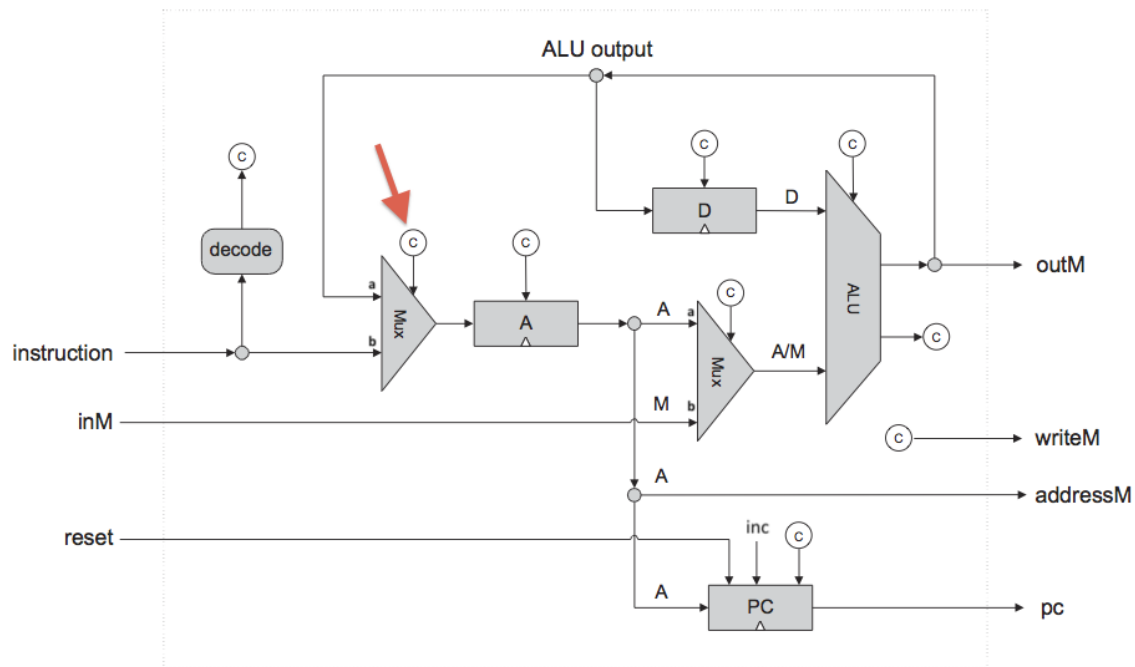 ALU output
C
C
C
D
D
decode
C
C
a
b
Mux
A
A
a
b
Mux
C
A/M
ALU
C
outM
instruction
inM
M
C
writeM
A
addressM
reset
inc
C
A
PC
pc